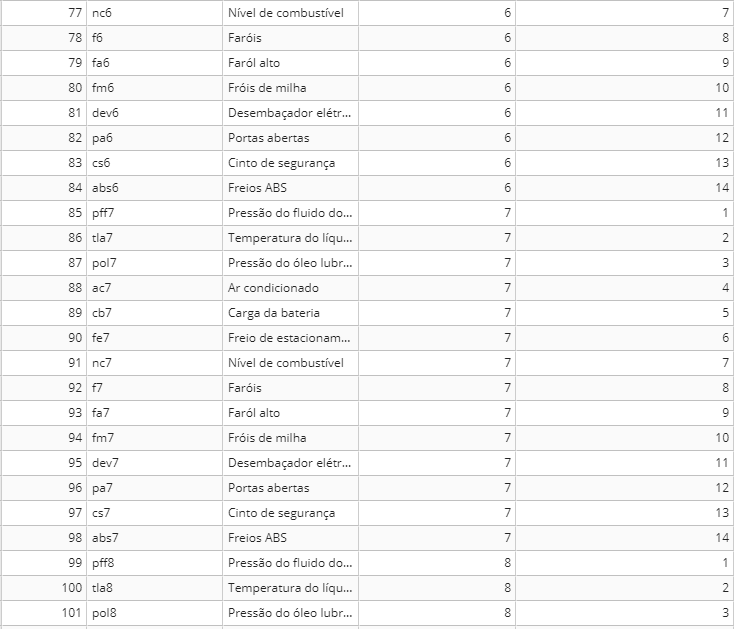 77 nc6 Nível de combustível 6 7
78 f6 Faróis 6 8
79 fa6 Faról alto 6 9
80 fm6 Fróis de milha 6 10
81 dev6 Desembaçador elétr... 6 11
82 pa6 Portas abertas 6 12
83 cs6 Cinto de segurança 6 13
84 abs6 Freios ABS 6 14
85 pff7 Pressão do fluido do... 7 1
86 tla7 Temperatura do líqu... 7 2
87 pol7 Pressão do óleo lubr... 7 3
88 ac7 Ar condicionado 7 4
89 cb7 Carga da bateria 7 5
90 fe7 Freio de estacionam... 7 6
91 nc7 Nível de combustível 7 7
92 f7 Faróis 7 8
93 fa7 Faról alto 7 9
94 fm7 Fróis de milha 7 10
95 dev7 Desembaçador elétr... 7 11
96 pa7 Portas abertas 7 12
97 cs7 Cinto de segurança 7 13
98 abs7 Freios ABS 7 14
99 pff8 Pressão do fluido do... 8 1
100 tla8 Temperatura do líqu... 8 2
101 pol8 Pressão do óleo lubr... 8 3